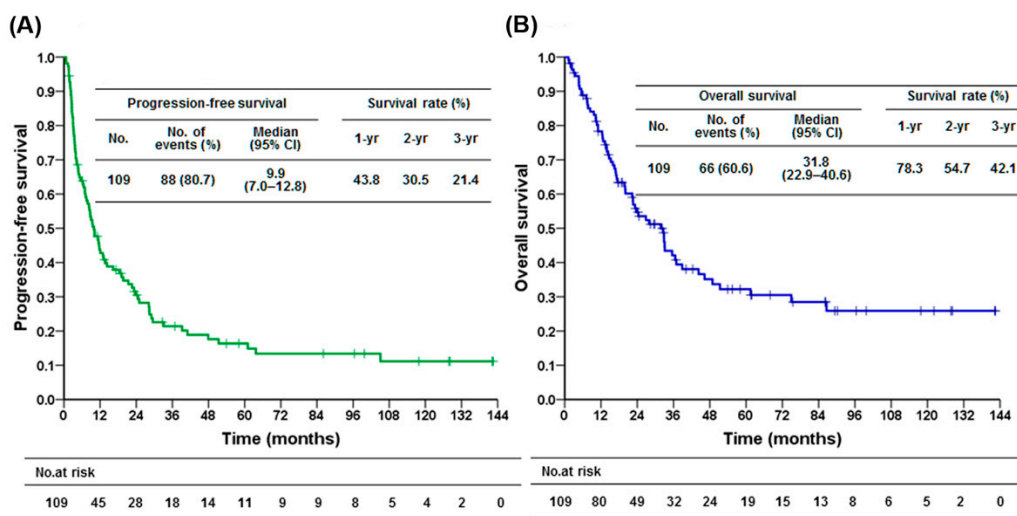 (A)
Progression-free survival
1.0
0.9
0.8
0.7
0.6
0.5
0.4
0.3
0.2
0.1
0.0
Progression-free survival Survival rate (%)
No. No. of events (%) Median (95% CI) 1-yr 2-yr 3-yr
109 88 (80.7) 9.9 (7.0–12.8) 43.8 30.5 21.4
0 12 24 36 48 60 72 84 96 108 120 132 144
Time (months)
No.at risk
109 45 28 18 14 11 9 9 8 5 4 2 0
(B)
Overall survival
1.0
0.9
0.8
0.7
0.6
0.5
0.4
0.3
0.2
0.1
0.0
Overall survival Survival rate (%)
No. No. of events (%) Median (95% CI) 1-yr 2-yr 3-yr
109 66 (60.6) 31.8 (22.9–40.6) 78.3 54.7 42.1
0 12 24 36 48 60 72 84 96 108 120 132 144
Time (months)
No.at risk
109 80 49 32 24 19 15 13 8 6 5 2 0